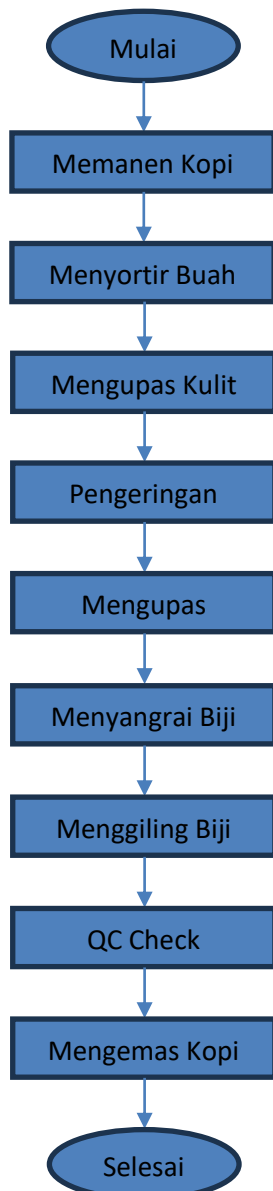 Mulai
Memanen Kopi
Menyortir Buah
Mengupas Kulit
Pengeringan
Mengupas
Menyangrai Biji
Menggiling Biji
QC Check
Mengemas Kopi
Selesai